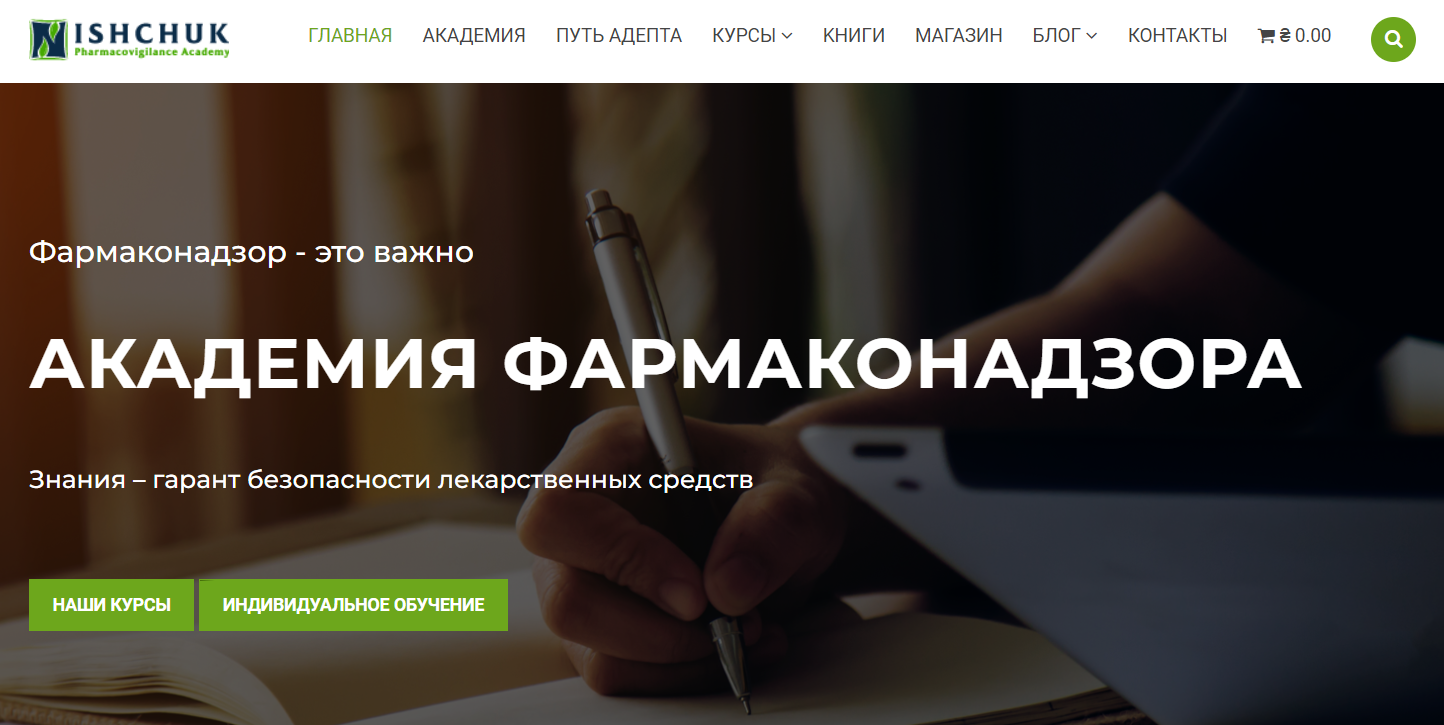 NISHCHUK
Pharmacovigilance Academy
ГЛАВНАЯ АКАДЕМИЯ ПУТЬ АДЕПТА КУРСЫ КНИГИ МАГАЗИН БЛОГ КОНТАКТЫ ₴ 0.00
Фармаконадзор - это важно
АКАДЕМИЯ ФАРМАКОНАДЗОРА
Знания – гарант безопасности лекарственных средств
НАШИ КУРСЫ ИНДИВИДУАЛЬНОЕ ОБУЧЕНИЕ